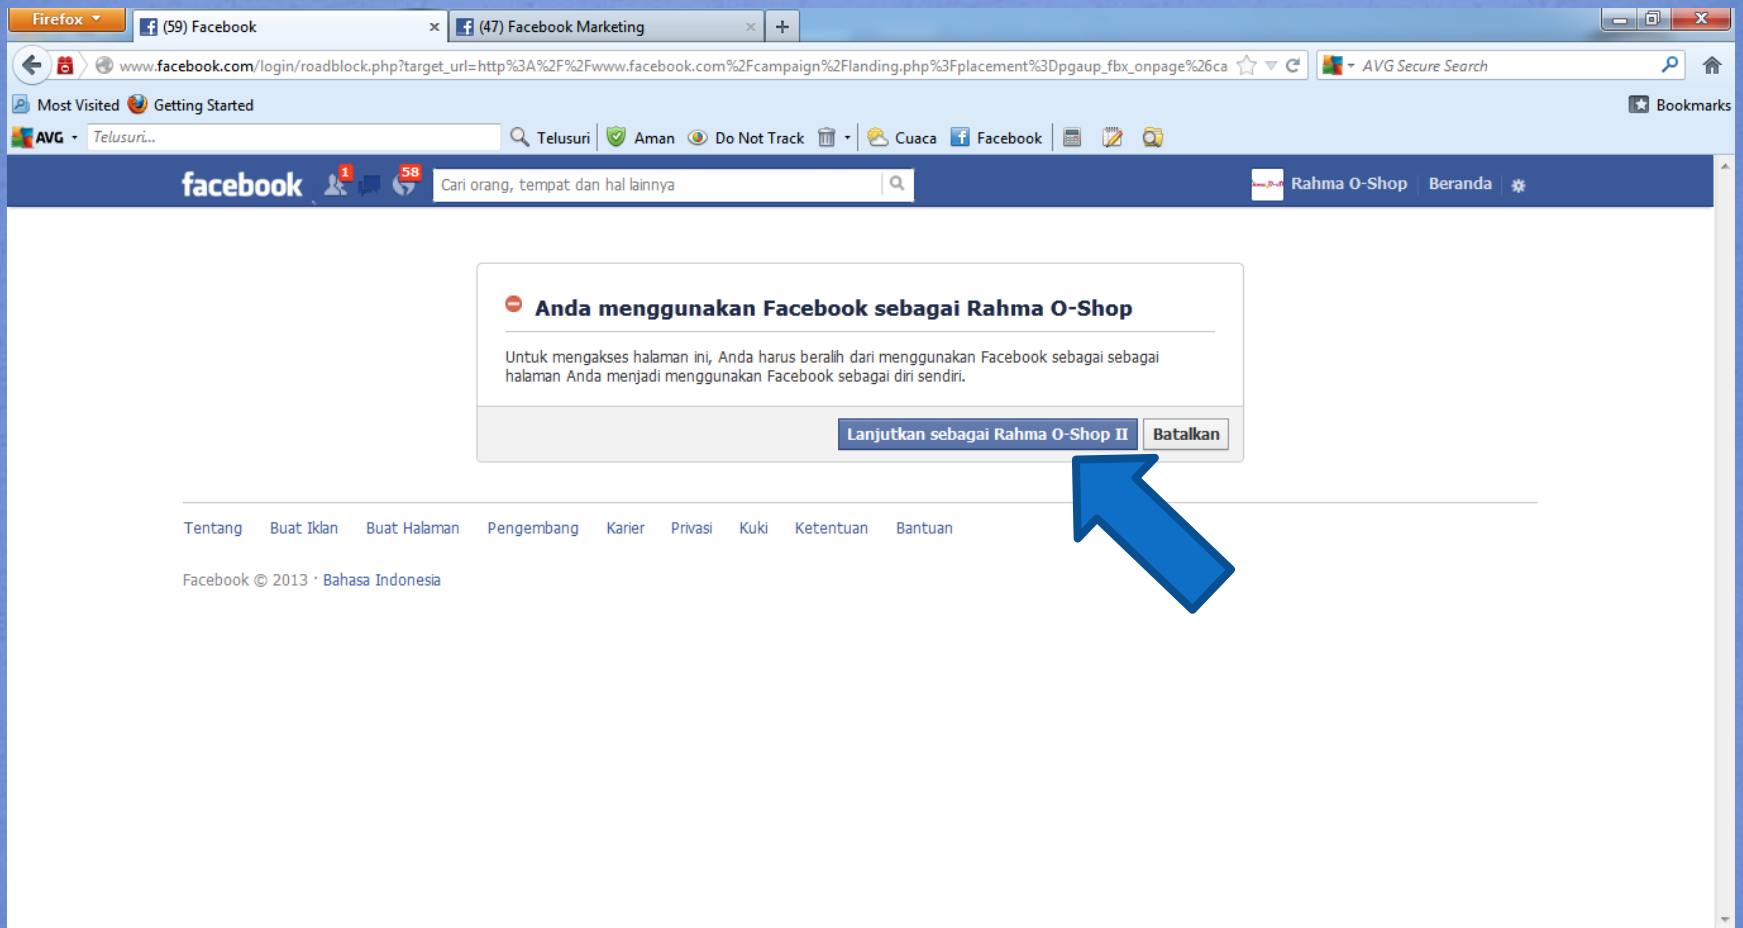 Firefox
(59) Facebook
(47) Facebook Marketing
www.facebook.com/login/roadblock.php?target_url=http%3A%2F%2Fwww.facebook.com%2Fcampaign%2Flanding.php%3Fplacement%3Dpgaup_fbx_onpage%26ca
AVG Secure Search
Most Visited Getting Started
Bookmarks
AVG Telusuri... Telusuri Aman Do Not Track Cuaca Facebook
facebook 1 58 Cari orang, tempat dan hal lainnya Rahma O-Shop Beranda
Anda menggunakan Facebook sebagai Rahma O-Shop
Untuk mengakses halaman ini, Anda harus beralih dari menggunakan Facebook sebagai sebagai
halaman Anda menjadi menggunakan Facebook sebagai diri sendiri.
Lanjutkan sebagai Rahma O-Shop II Batalkan
Tentang Buat Iklan Buat Halaman Pengembang Karier Privasi Kuki Ketentuan Bantuan
Facebook © 2013 · Bahasa Indonesia